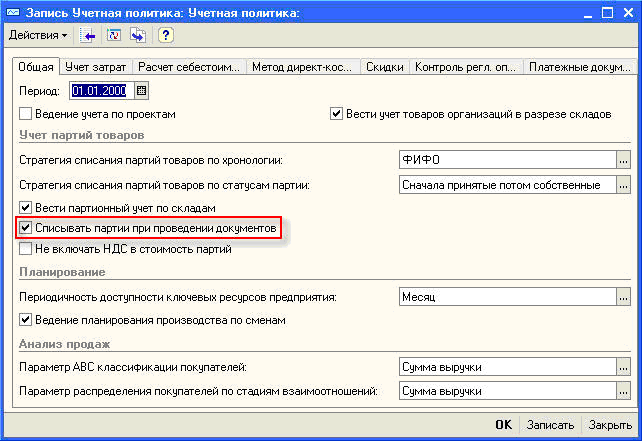 Запись Учетная политика: Учетная политика:
Действия
Общая Учет затрат Расчет себестоим... Метод директ-кос... Скидки Контроль регл. оп... Платежные докум...
Период: 01.01.2000
Ведение учета по проектам Вести учет товаров организаций в разрезе складов
Учет партий товаров
Стратегия списания партий товаров по хронологии: ФИФО ...
Стратегия списания партий товаров по статусам партии: Сначала принятые потом собственные ...
Вести партионный учет по складам
Списывать партии при проведении документов
Не включать НДС в стоимость партий
Планирование
Периодичность доступности ключевых ресурсов предприятия: Месяц ...
Ведение планирования производства по сменам
Анализ продаж
Параметр ABC классификации покупателей: Сумма выручки ...
Параметр распределения покупателей по стадиям взаимоотношений: Сумма выручки ...
OK Записать Закрыть